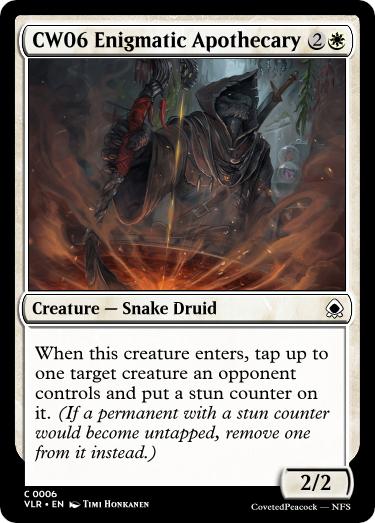 CW06 Enigmatic Apothecary 2
Creature — Snake Druid
When this creature enters, tap up to
one target creature an opponent
controls and put a stun counter on
it. (If a permanent with a stun counter
would become untapped, remove one
from it instead.)
2/2
C 0006
VLR • EN Timi Honkanen
CovetedPeacock — NFS